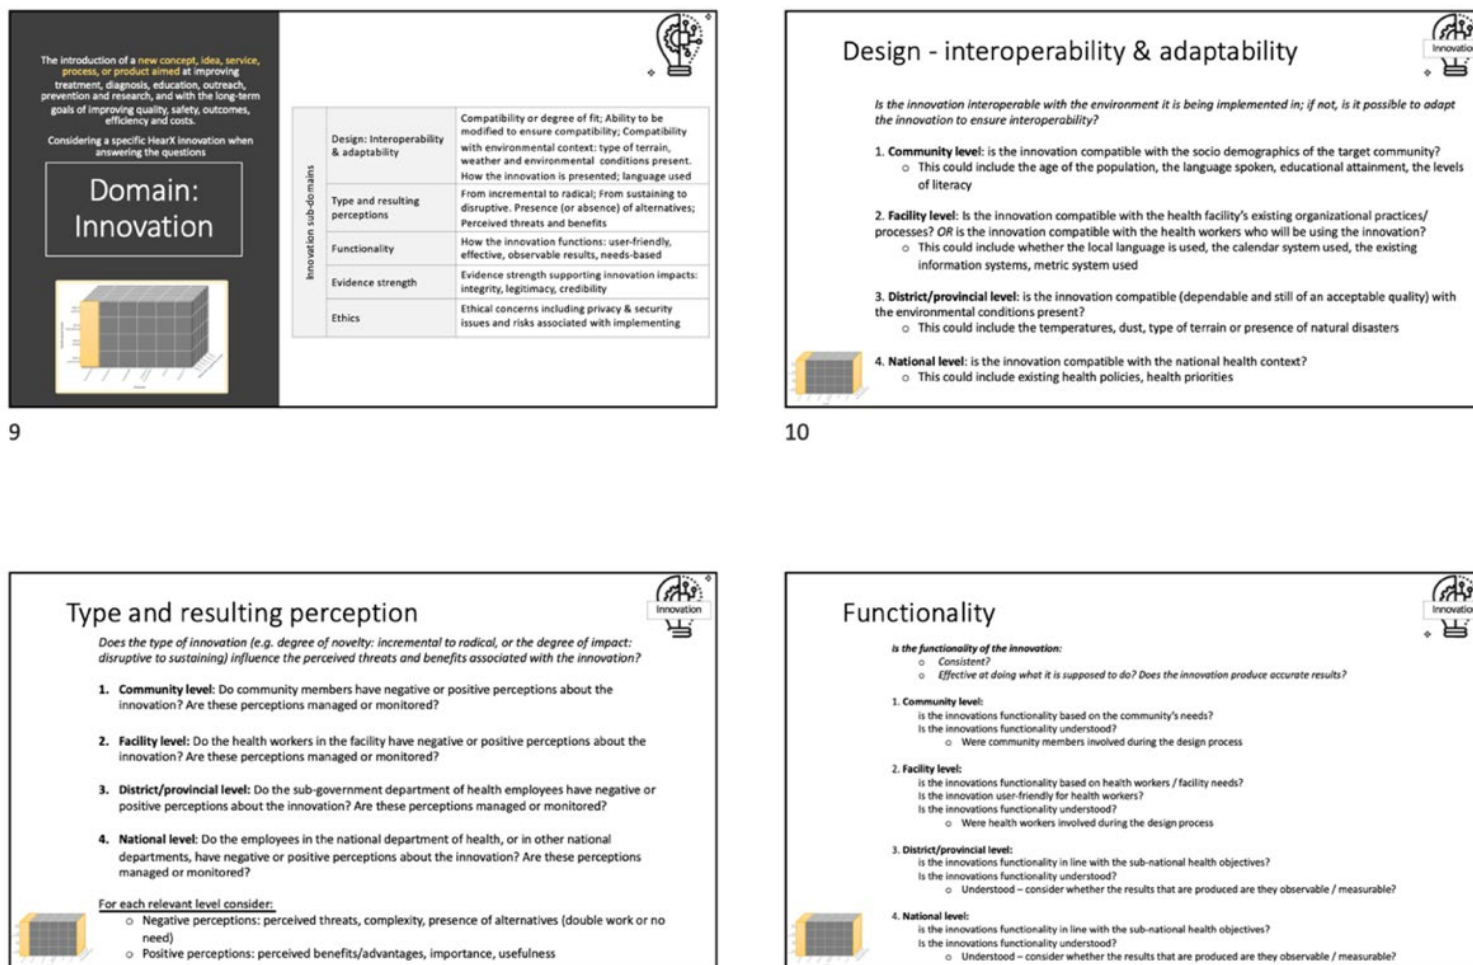 The introduction of a new concept, idea, service,
process, or product aimed at improving
treatment, diagnosis, education, outreach,
prevention and research, and with the long-term
goals of improving quality, safety, outcomes,
efficiency and costs.
Considering a specific HearX innovation when
answering the questions
Domain:
Innovation
Innovation sub-domains
Design: Interoperability
& adaptability
Compatibility or degree of fit; Ability to be
modified to ensure compatibility; Compatibility
with environmental context: type of terrain,
weather and environmental conditions present.
How the innovation is presented; language used
Type and resulting
perceptions
From incremental to radical; From sustaining to
disruptive. Presence (or absence) of alternatives;
Perceived threats and benefits
Functionality
How the innovation functions: user-friendly,
effective, observable results, needs-based
Evidence strength
Evidence strength supporting innovation impacts:
integrity, legitimacy, credibility
Ethics
Ethical concerns including privacy & security
issues and risks associated with implementing
9
Design - interoperability & adaptability
Innovation
Is the innovation interoperable with the environment it is being implemented in; if not, is it possible to adapt
the innovation to ensure interoperability?
1. Community level: is the innovation compatible with the socio demographics of the target community?
o This could include the age of the population, the language spoken, educational attainment, the levels
of literacy
2. Facility level: Is the innovation compatible with the health facility's existing organizational practices/
processes? OR is the innovation compatible with the health workers who will be using the innovation?
o This could include whether the local language is used, the calendar system used, the existing
information systems, metric system used
3. District/provincial level: is the innovation compatible (dependable and still of an acceptable quality) with
the environmental conditions present?
o This could include the temperatures, dust, type of terrain or presence of natural disasters
4. National level: is the innovation compatible with the national health context?
o This could include existing health policies, health priorities
10
Type and resulting perception
Innovation
Does the type of innovation (e.g. degree of novelty: incremental to radical, or the degree of impact:
disruptive to sustaining) influence the perceived threats and benefits associated with the innovation?
1. Community level: Do community members have negative or positive perceptions about the
innovation? Are these perceptions managed or monitored?
2. Facility level: Do the health workers in the facility have negative or positive perceptions about the
innovation? Are these perceptions managed or monitored?
3. District/provincial level: Do the sub-government department of health employees have negative or
positive perceptions about the innovation? Are these perceptions managed or monitored?
4. National level: Do the employees in the national department of health, or in other national
departments, have negative or positive perceptions about the innovation? Are these perceptions
managed or monitored?
For each relevant level consider:
o Negative perceptions: perceived threats, complexity, presence of alternatives (double work or no
need)
o Positive perceptions: perceived benefits/advantages, importance, usefulness
Functionality
Innovation
Is the functionality of the innovation:
o Consistent?
o Effective at doing what it is supposed to do? Does the innovation produce accurate results?
1. Community level:
is the innovations functionality based on the community's needs?
Is the innovations functionality understood?
o Were community members involved during the design process
2. Facility level:
is the innovations functionality based on health workers / facility needs?
Is the innovation user-friendly for health workers?
Is the innovations functionality understood?
o Were health workers involved during the design process
3. District/provincial level:
is the innovations functionality in line with the sub-national health objectives?
Is the innovations functionality understood?
o Understood – consider whether the results that are produced are they observable / measurable?
4. National level:
is the innovations functionality in line with the sub-national health objectives?
Is the innovations functionality understood?
o Understood – consider whether the results that are produced are they observable / measurable?